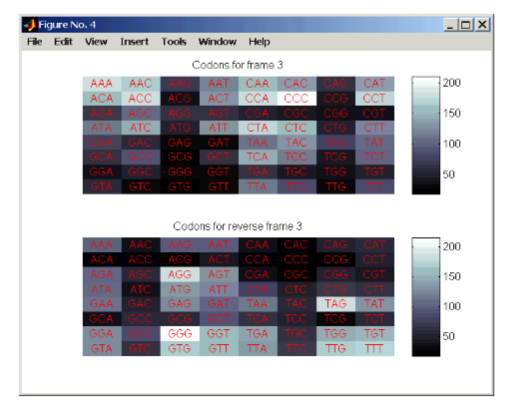 Figure No. 4
File Edit View Insert Tools Window Help
Codons for frame 3
AAA AAC AAG AAT CAA CAC CAG CAT
ACA ACC ACG ACT CCA CCC CCG CCT
AGA AGC AGG AGT CGA CGC CGG CGT
ATA ATC ATG ATT CTA CTC CTG CTT
GAA GAC GAG GAT TAA TAC TAG TAT
GCA GCC GCG GCT TCA TCC TCG TCT
GGA GGC GGG GGT TGA TGC TGG TGT
GTA GTC GTG GTT TTA TTC TTG TTT
200
150
100
50
Codons for reverse frame 3
AAA AAC AAG AAT CAA CAC CAG CAT
ACA ACC ACG ACT CCA CCC CCG CCT
AGA AGC AGG AGT CGA CGC CGG CGT
ATA ATC ATG ATT CTA CTC CTG CTT
GAA GAC GAG GAT TAA TAC TAG TAT
GCA GCC GCG GCT TCA TCC TCG TCT
GGA GGC GGG GGT TGA TGC TGG TGT
GTA GTC GTG GTT TTA TTC TTG TTT
200
150
100
50